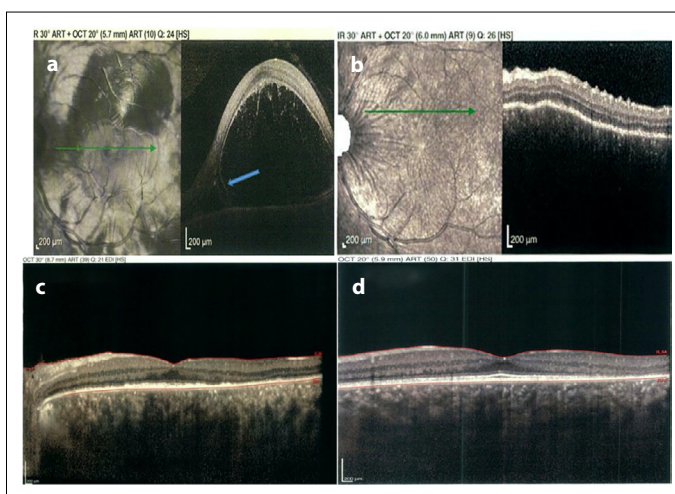 R 30° ART + OCT 20° (5.7 mm) ART (10) Q: 24 [HS]
a
200 µm
200 µm
IR 30° ART + OCT 20° (6.0 mm) ART (9) Q: 26 [HS]
b
200 µm
200 µm
OCT 30° (8.7 mm) ART (39) Q: 21 EDI [HS]
c
OCT 20° (5.9 mm) ART (50) Q: 31 EDI [HS]
d
ILM
200 µm